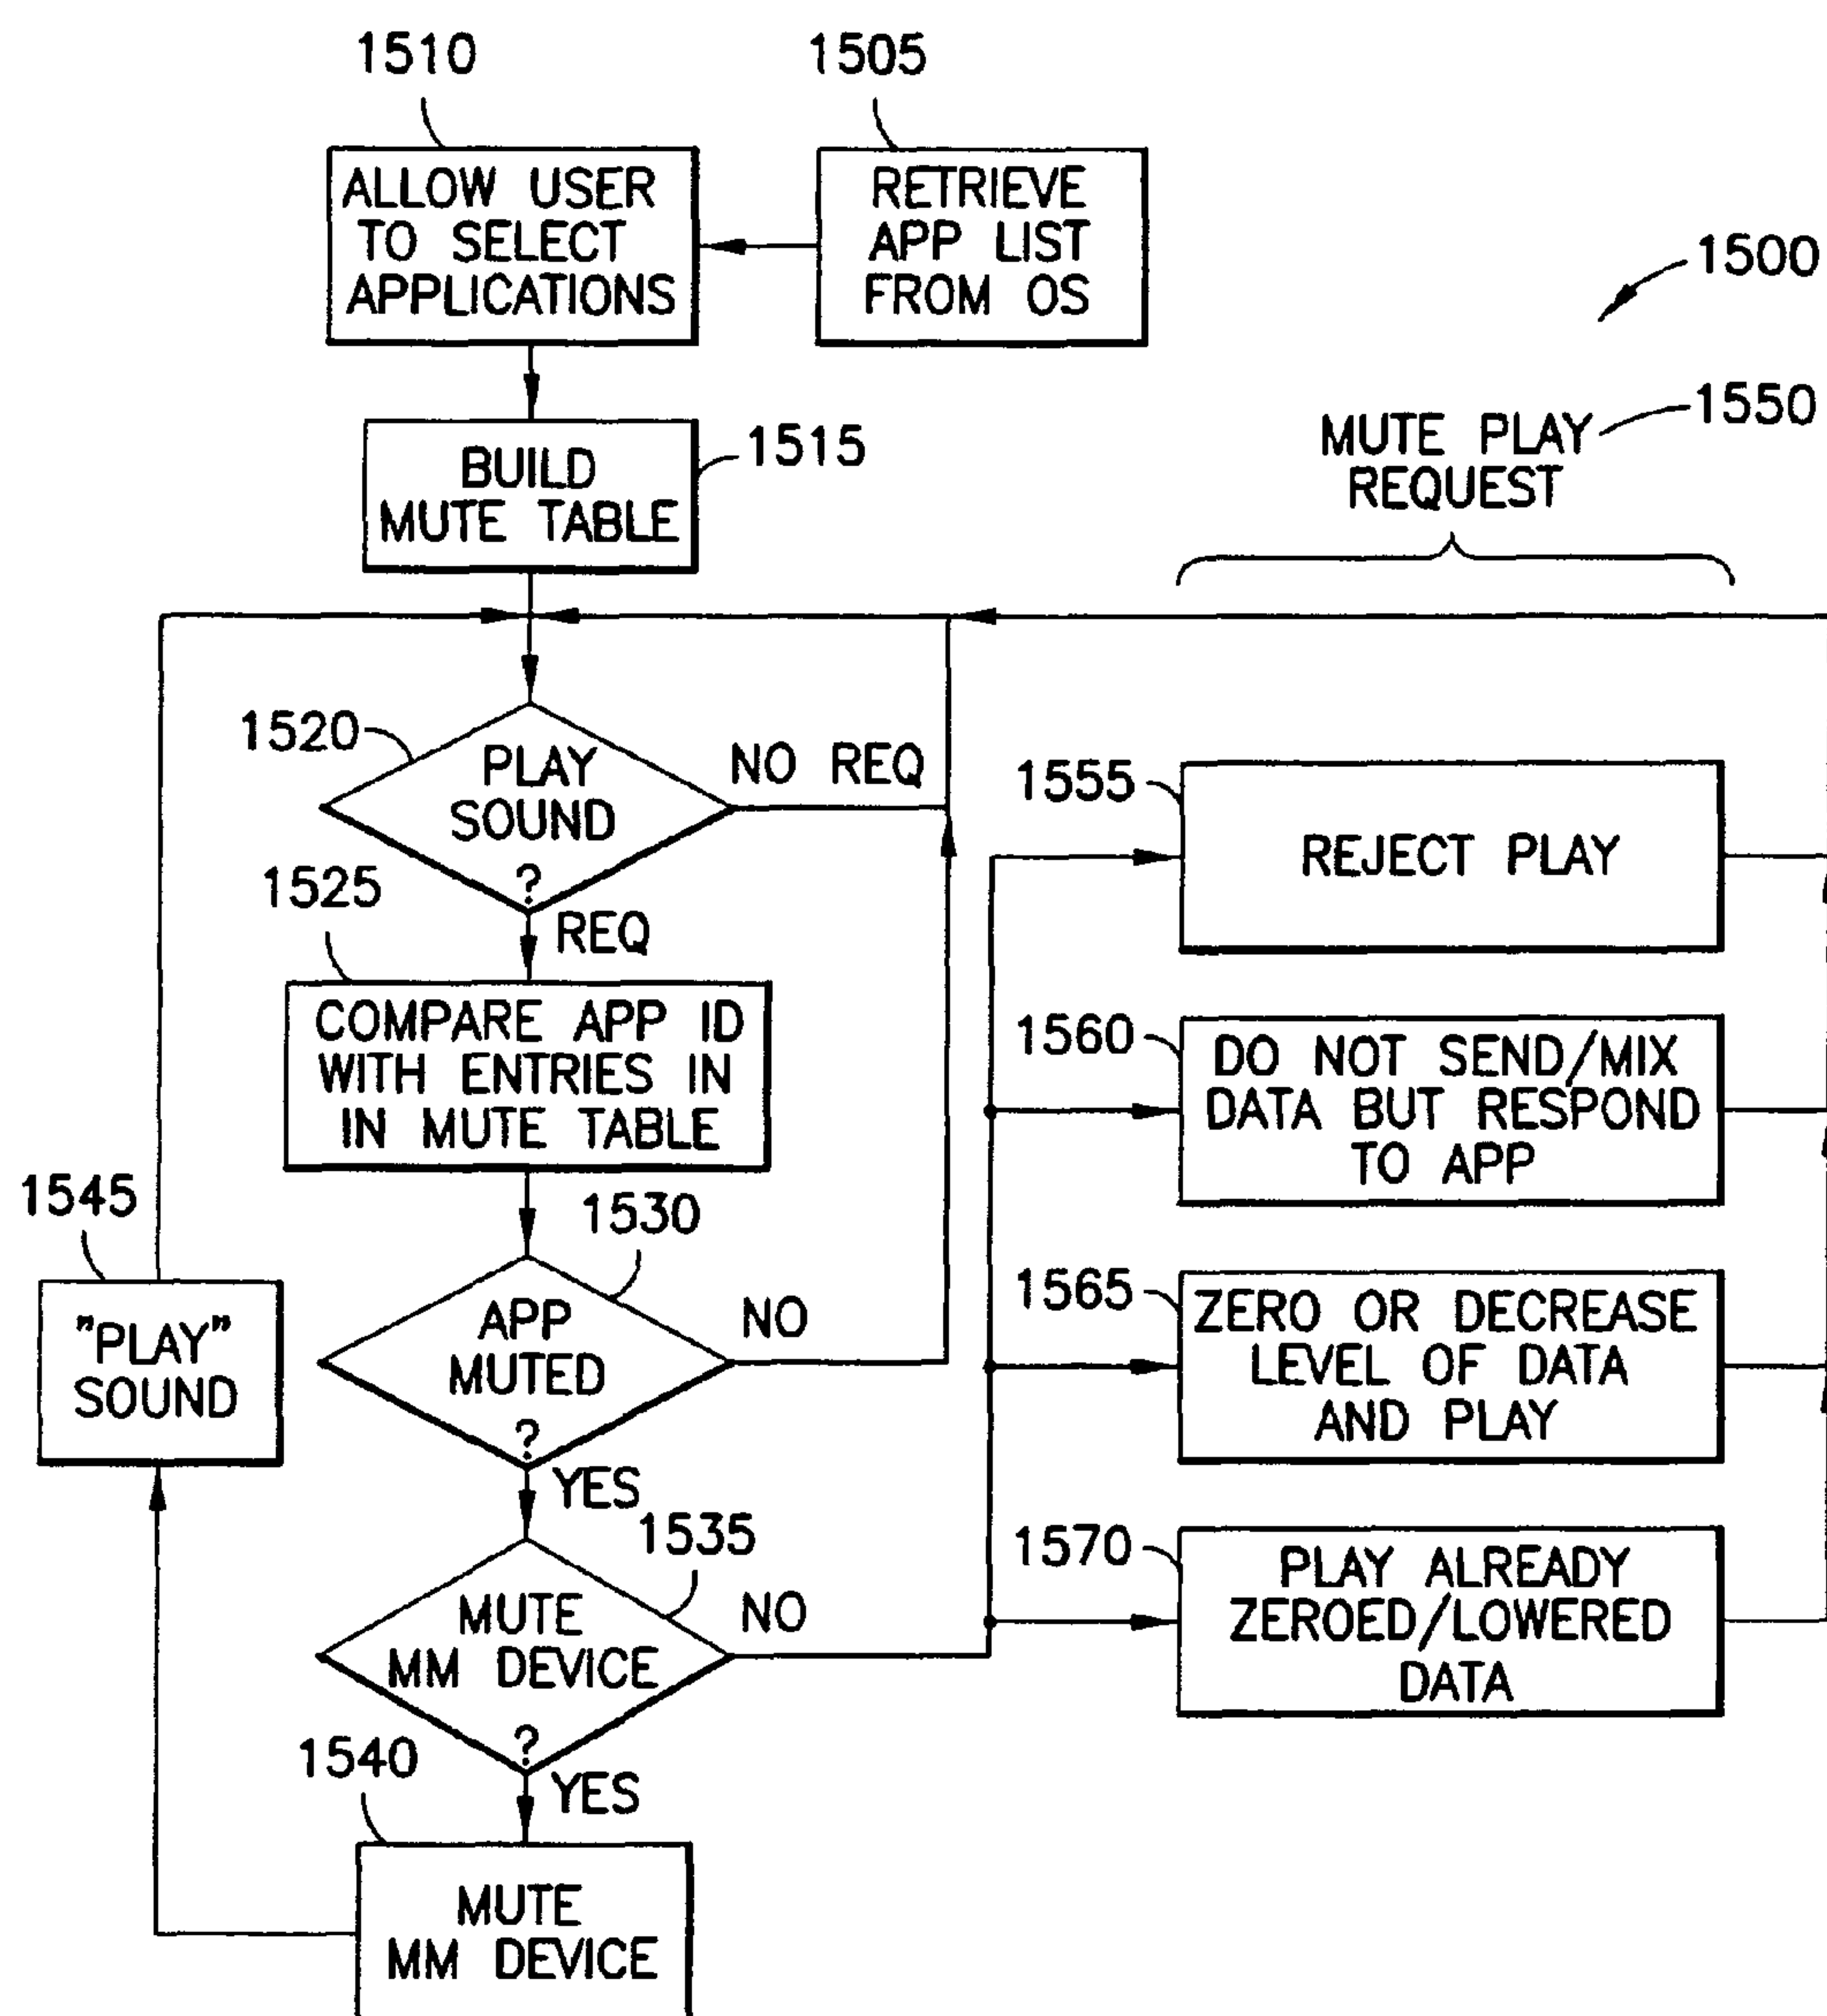 1510
1505
ALLOW USER
TO SELECT
APPLICATIONS
RETRIEVE
APP LIST
FROM OS
1500
1550
MUTE PLAY
REQUEST
BUILD
MUTE TABLE
1515
1520
PLAY
SOUND
?
NO REQ
REQ
1525
COMPARE APP ID
WITH ENTRIES IN
IN MUTE TABLE
1530
APP
MUTED
?
NO
YES
1545
"PLAY"
SOUND
1535
MUTE
MM DEVICE
?
NO
YES
1540
MUTE
MM DEVICE
1555
REJECT PLAY
1560
DO NOT SEND/MIX
DATA BUT RESPOND
TO APP
1565
ZERO OR DECREASE
LEVEL OF DATA
AND PLAY
1570
PLAY ALREADY
ZEROED/LOWERED
DATA